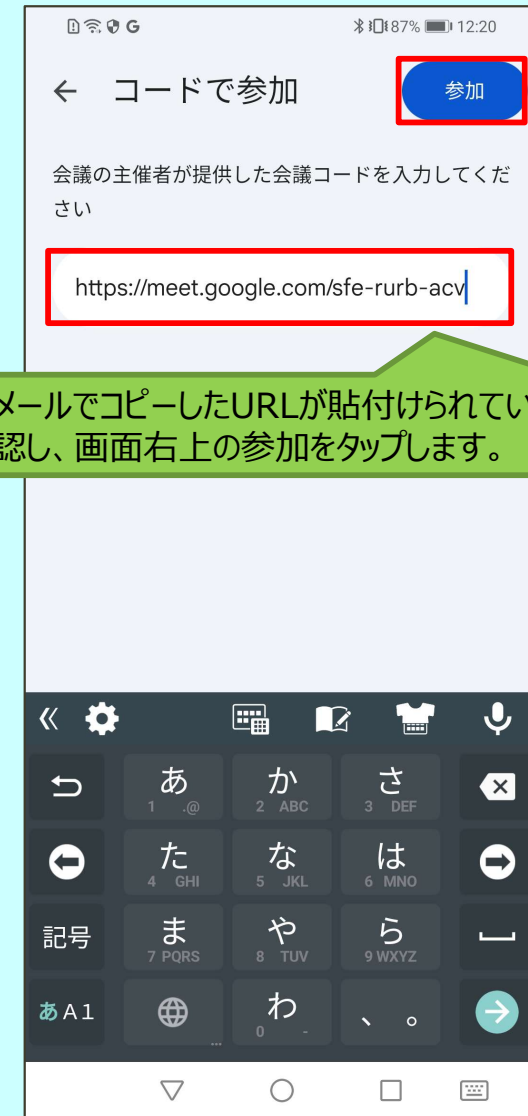 87% 12:20
コードで参加
参加
会議の主催者が提供した会議コードを入力してくだ
さい
https://meet.google.com/sfe-rurb-acv
メールでコピーしたURLが貼付けられてい
認し、画面右上の参加をタップします。
あ か さ
1 .@ 2 ABC 3 DEF
た な は
4 GHI 5 JKL 6 MNO
記号 ま や ら
7 PQRS 8 TUV 9 WXYZ
あA1 わ 、。
0 -